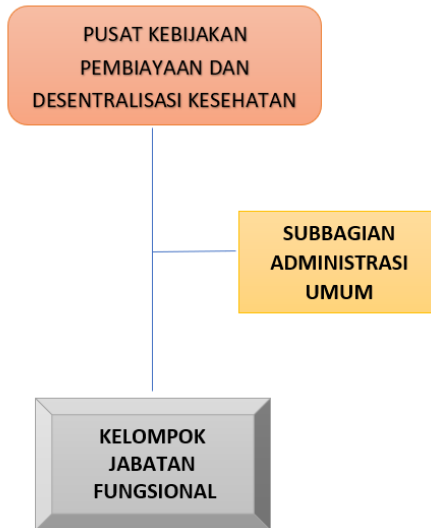 PUSAT KEBIJAKAN
PEMBIAYAAN DAN
DESENTRALISASI KESEHATAN
SUBBAGIAN
ADMINISTRASI
UMUM
KELOMPOK
JABATAN
FUNGSIONAL